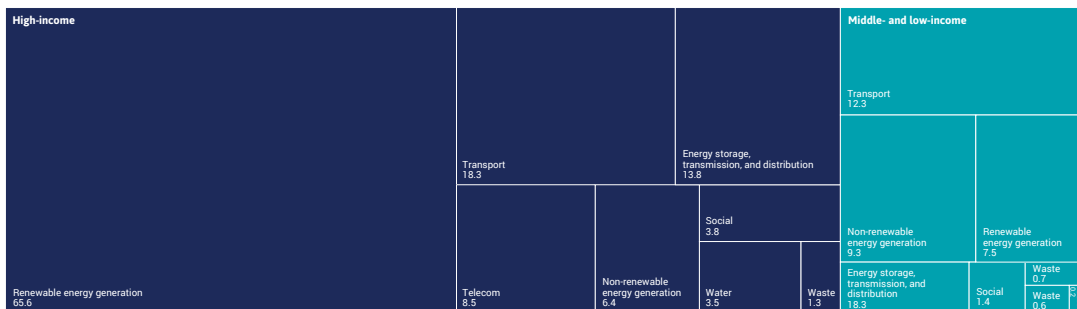 High-income
Renewable energy generation
65.6
Transport
18.3
Energy storage,
transmission, and distribution
13.8
Telecom
8.5
Non-renewable
energy generation
6.4
Social
3.8
Water
3.5
Waste
1.3
Middle- and low-income
Transport
12.3
Non-renewable
energy generation
9.3
Renewable
energy generation
7.5
Energy storage,
transmission, and
distribution
18.3
Social
1.4
Waste
0.7
Waste
0.6
0.2